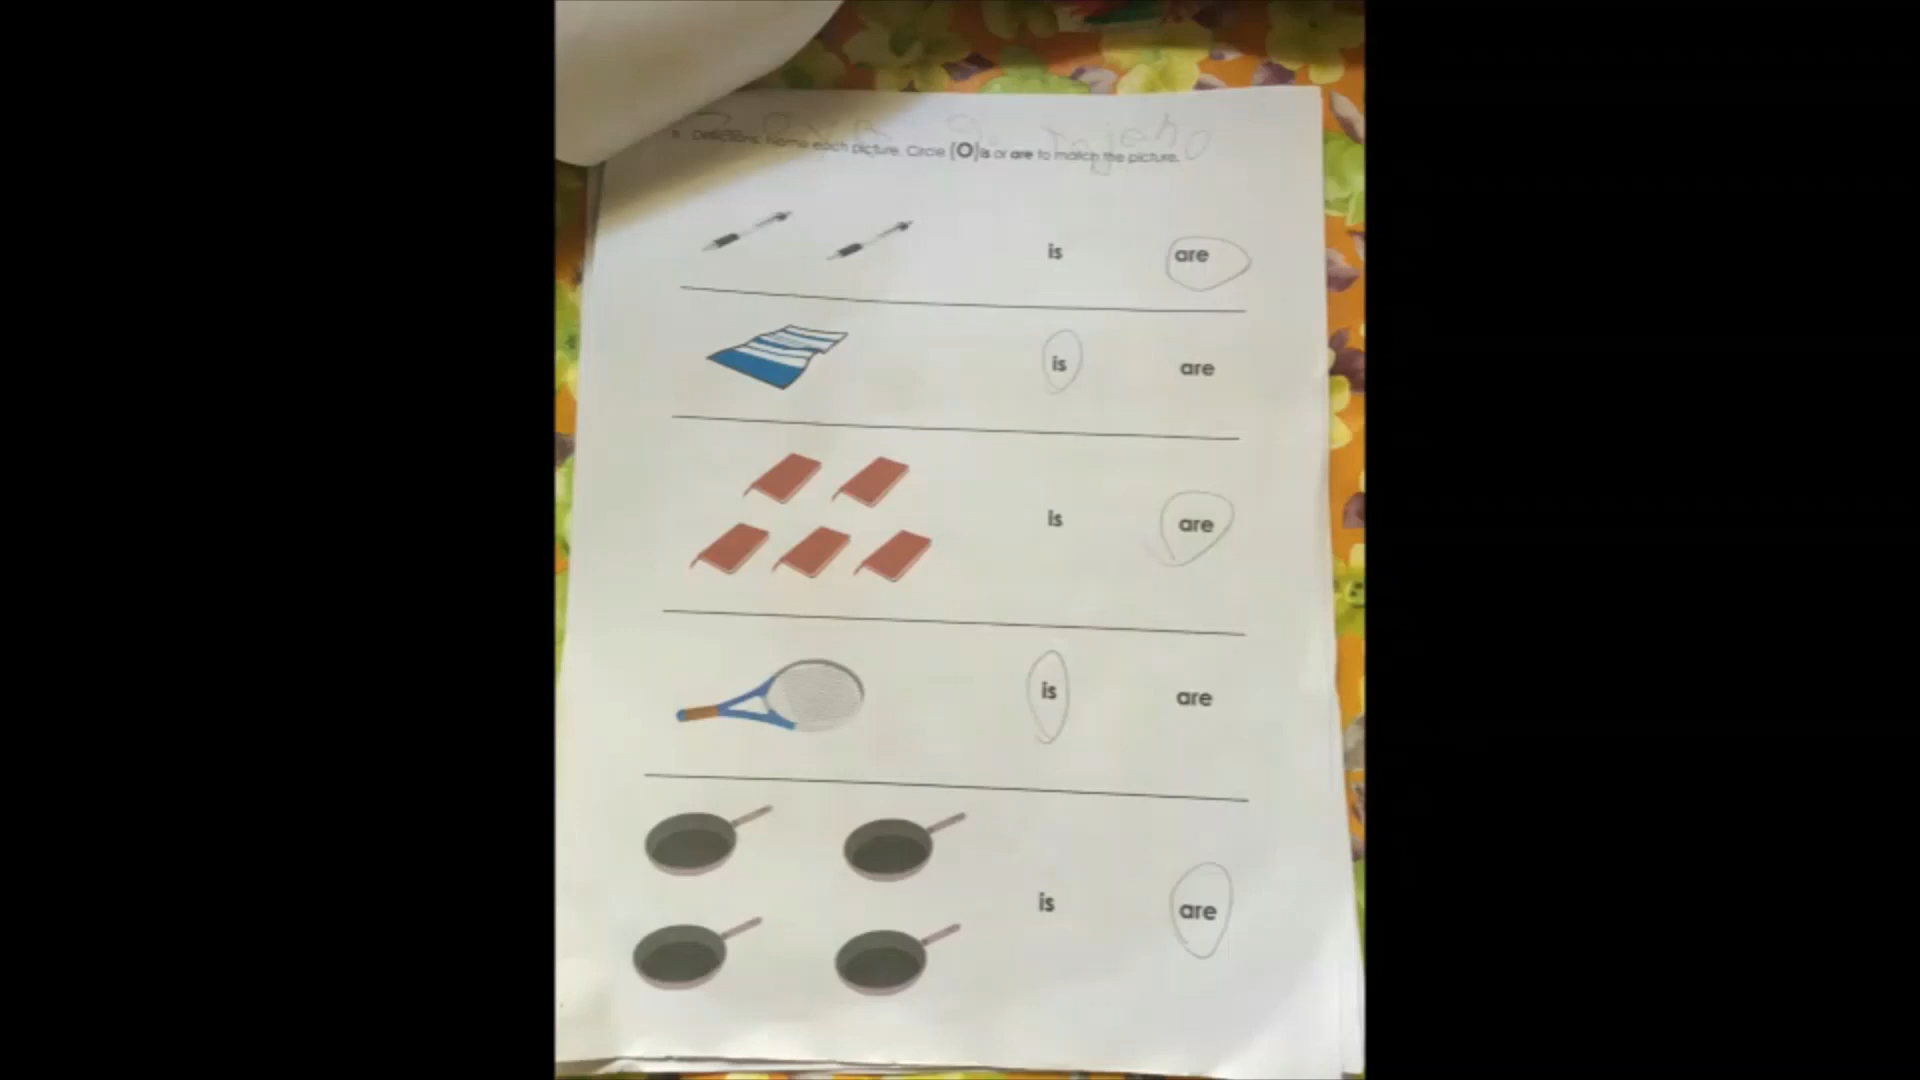 Directions: Name each picture. Circle (O) is or are to match the picture.
is are
is are
is are
is are
is are